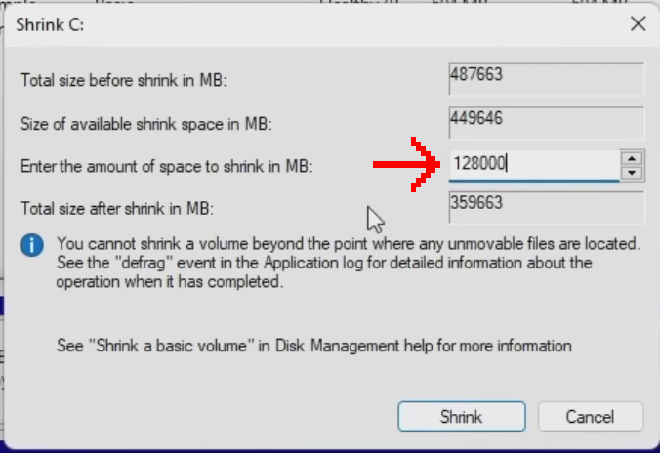 Shrink C:
Total size before shrink in MB: 487663
Size of available shrink space in MB: 449646
Enter the amount of space to shrink in MB: 128000
Total size after shrink in MB: 359663
You cannot shrink a volume beyond the point where any unmovable files are located.
See the "defrag" event in the Application log for detailed information about the
operation when it has completed.
See "Shrink a basic volume" in Disk Management help for more information
Shrink Cancel